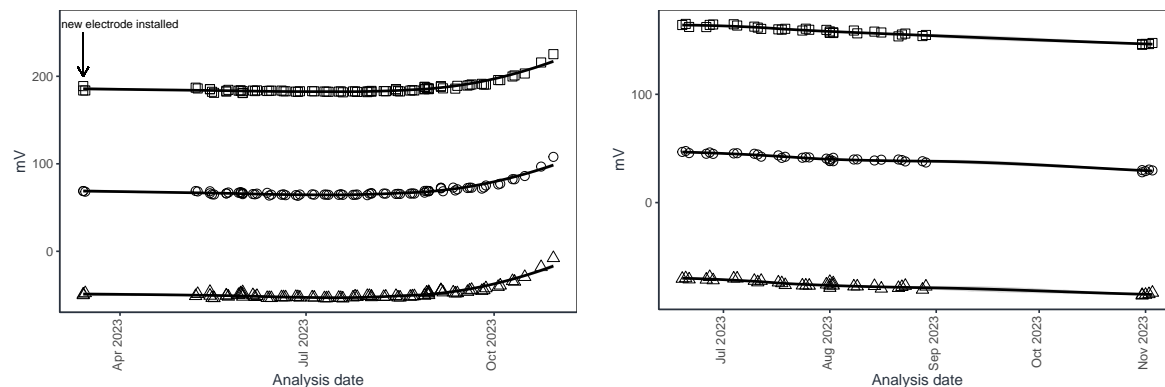 new electrode installed
200
100
0
mV
Apr 2023
Jul 2023
Oct 2023
Analysis date
100
0
mV
Jul 2023
Aug 2023
Sep 2023
Oct 2023
Nov 2023
Analysis date